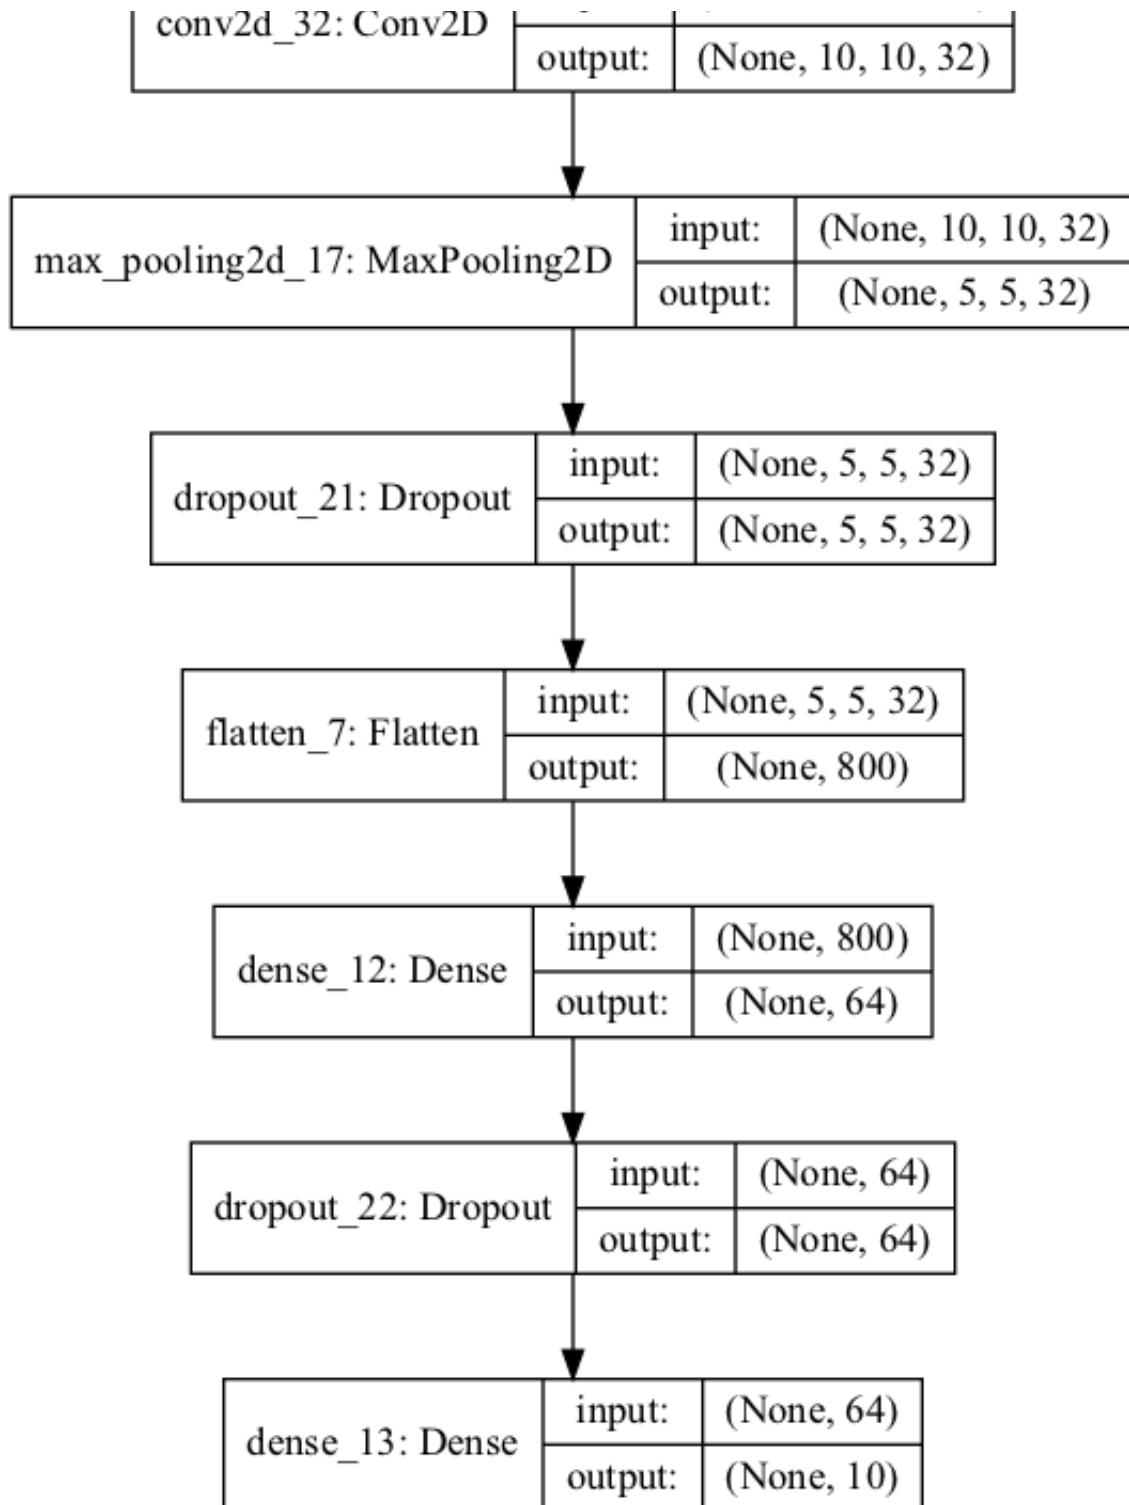 conv2d_32: Conv2D
output: (None, 10, 10, 32)
max_pooling2d_17: MaxPooling2D
input: (None, 10, 10, 32)
output: (None, 5, 5, 32)
dropout_21: Dropout
input: (None, 5, 5, 32)
output: (None, 5, 5, 32)
flatten_7: Flatten
input: (None, 5, 5, 32)
output: (None, 800)
dense_12: Dense
input: (None, 800)
output: (None, 64)
dropout_22: Dropout
input: (None, 64)
output: (None, 64)
dense_13: Dense
input: (None, 64)
output: (None, 10)